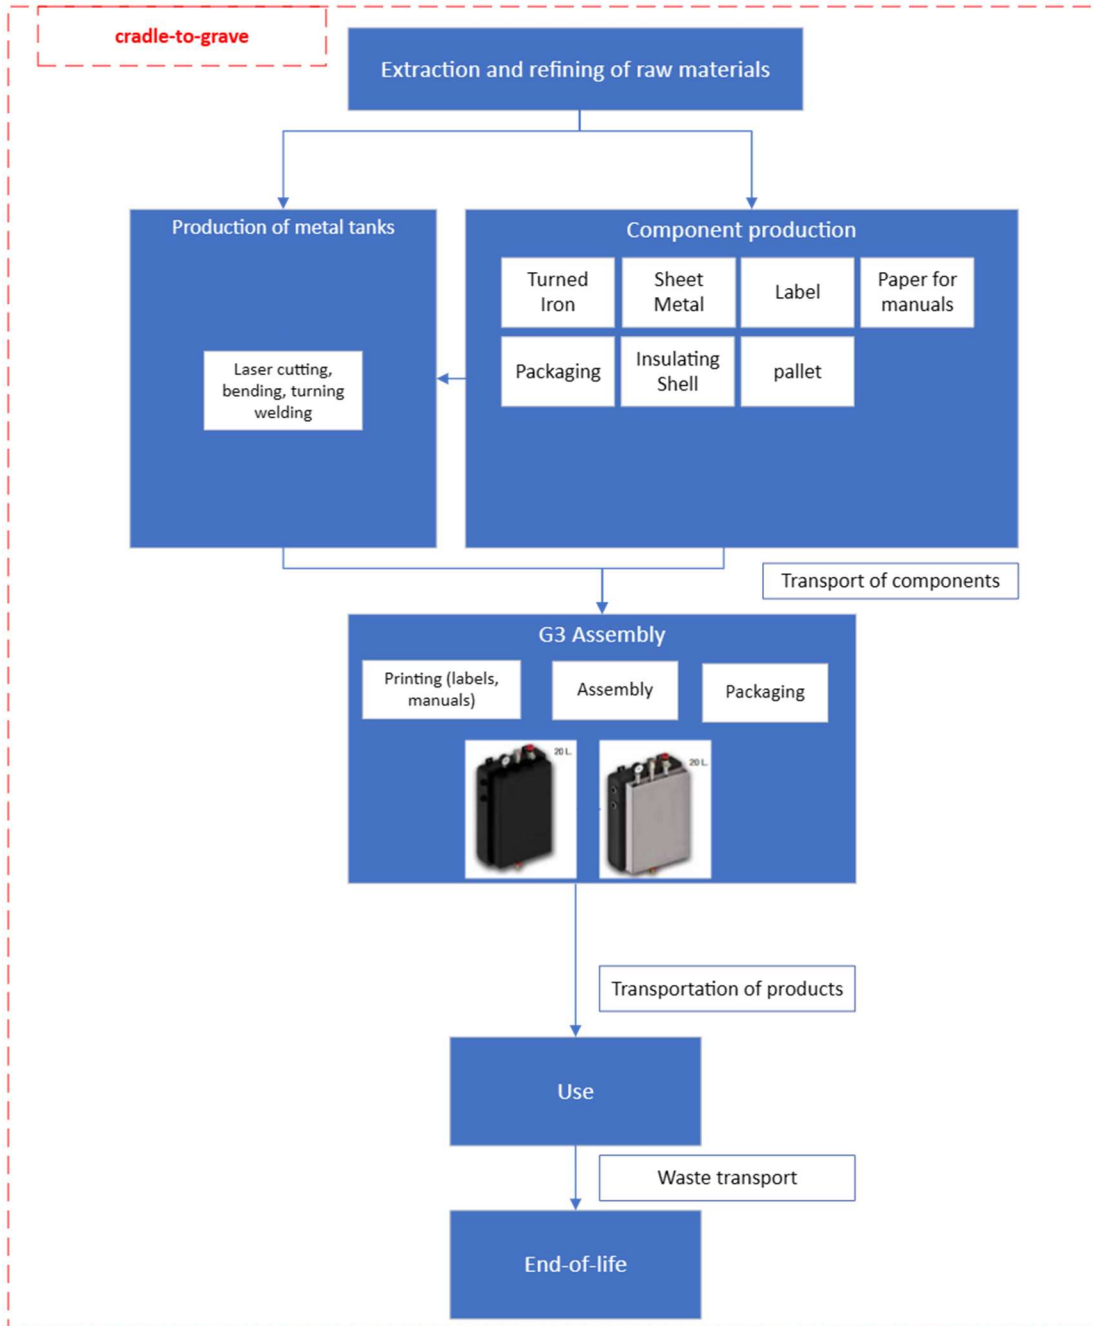 cradle-to-grave
Extraction and refining of raw materials
Production of metal tanks
Laser cutting,
bending, turning
welding
Component production
Turned
Iron
Sheet
Metal
Label
Paper for
manuals
Packaging
Insulating
Shell
pallet
Transport of components
G3 Assembly
Printing (labels,
manuals)
Assembly
Packaging
20 L.
20 L.
Transportation of products
Use
Waste transport
End-of-life